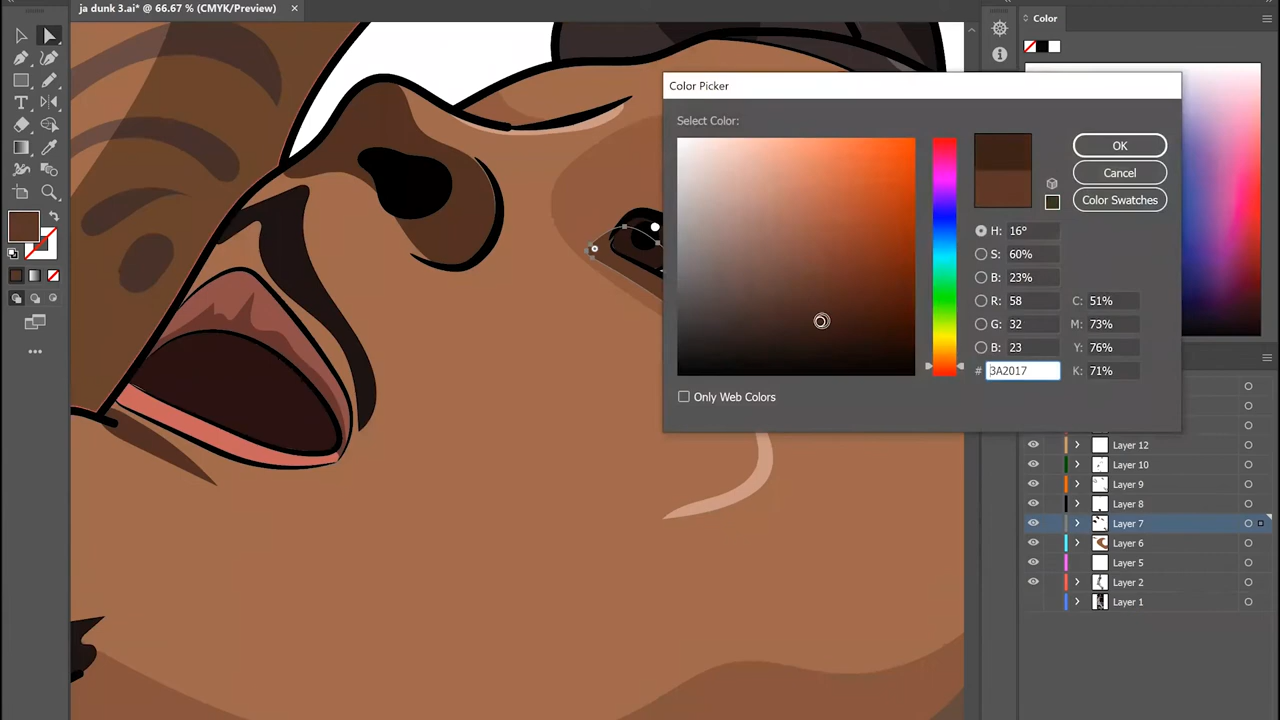 ja dunk 3.ai* @ 66.67 % (CMYK/Preview) ×
Color
Color Picker
Select Color:
OK
Cancel
Color Swatches
H: 16°
S: 60%
B: 23%
R: 58 C: 51%
G: 32 M: 73%
B: 23 Y: 76%
# 3A2017 K: 71%
Only Web Colors
Layer 12
Layer 10
Layer 9
Layer 8
Layer 7
Layer 6
Layer 5
Layer 2
Layer 1